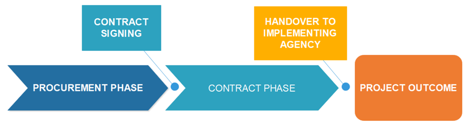 CONTRACT
SIGNING
HANDOVER TO
IMPLEMENTING
AGENCY
PROCUREMENT PHASE
CONTRACT PHASE
PROJECT OUTCOME